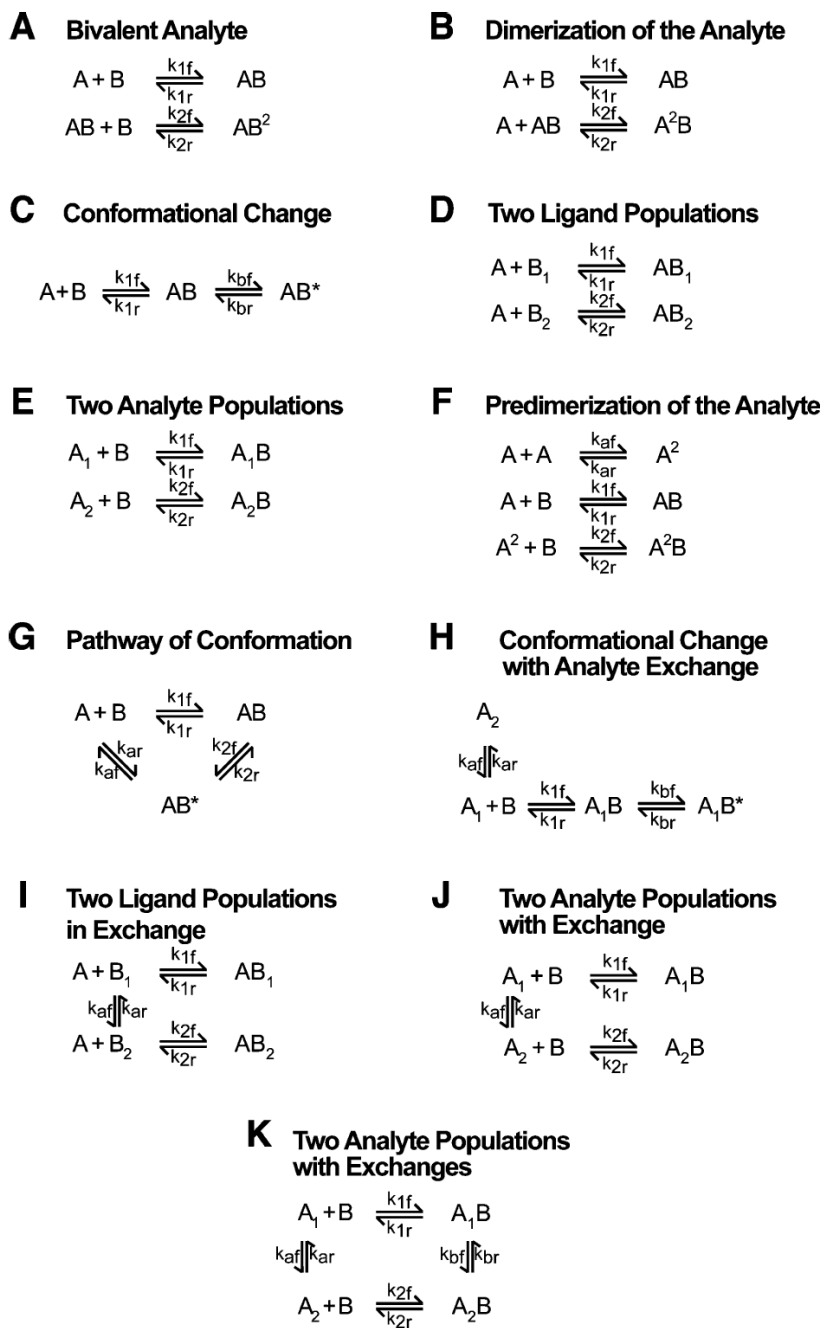 A Bivalent Analyte
k1f
A + B AB
k1r
k2f
AB + B AB²
k2r
B Dimerization of the Analyte
k1f
A + B AB
k1r
k2f
A + AB A²B
k2r
C Conformational Change
k1f kbf
A+B AB AB*
k1r kbr
D Two Ligand Populations
k1f
A + B₁ AB₁
k1r
k2f
A + B₂ AB₂
k2r
E Two Analyte Populations
k1f
A₁ + B A₁B
k1r
k2f
A₂ + B A₂B
k2r
F Predimerization of the Analyte
kaf
A + A A²
kar
k1f
A + B AB
k1r
k2f
A² + B A²B
k2r
G Pathway of Conformation
k1f
A + B AB
k1r
kar k2f
kaf k2r
AB*
H Conformational Change
with Analyte Exchange
A₂
kaf kar
k1f kbf
A₁ + B A₁B A₁B*
k1r kbr
I Two Ligand Populations
in Exchange
k1f
A + B₁ AB₁
k1r
kaf kar
k2f
A + B₂ AB₂
k2r
J Two Analyte Populations
with Exchange
k1f
A₁ + B A₁B
k1r
kaf kar
k2f
A₂ + B A₂B
k2r
K Two Analyte Populations
with Exchanges
k1f
A₁+B A₁B
k1r
kaf kar kbf kbr
k2f
A₂ + B A₂B
k2r